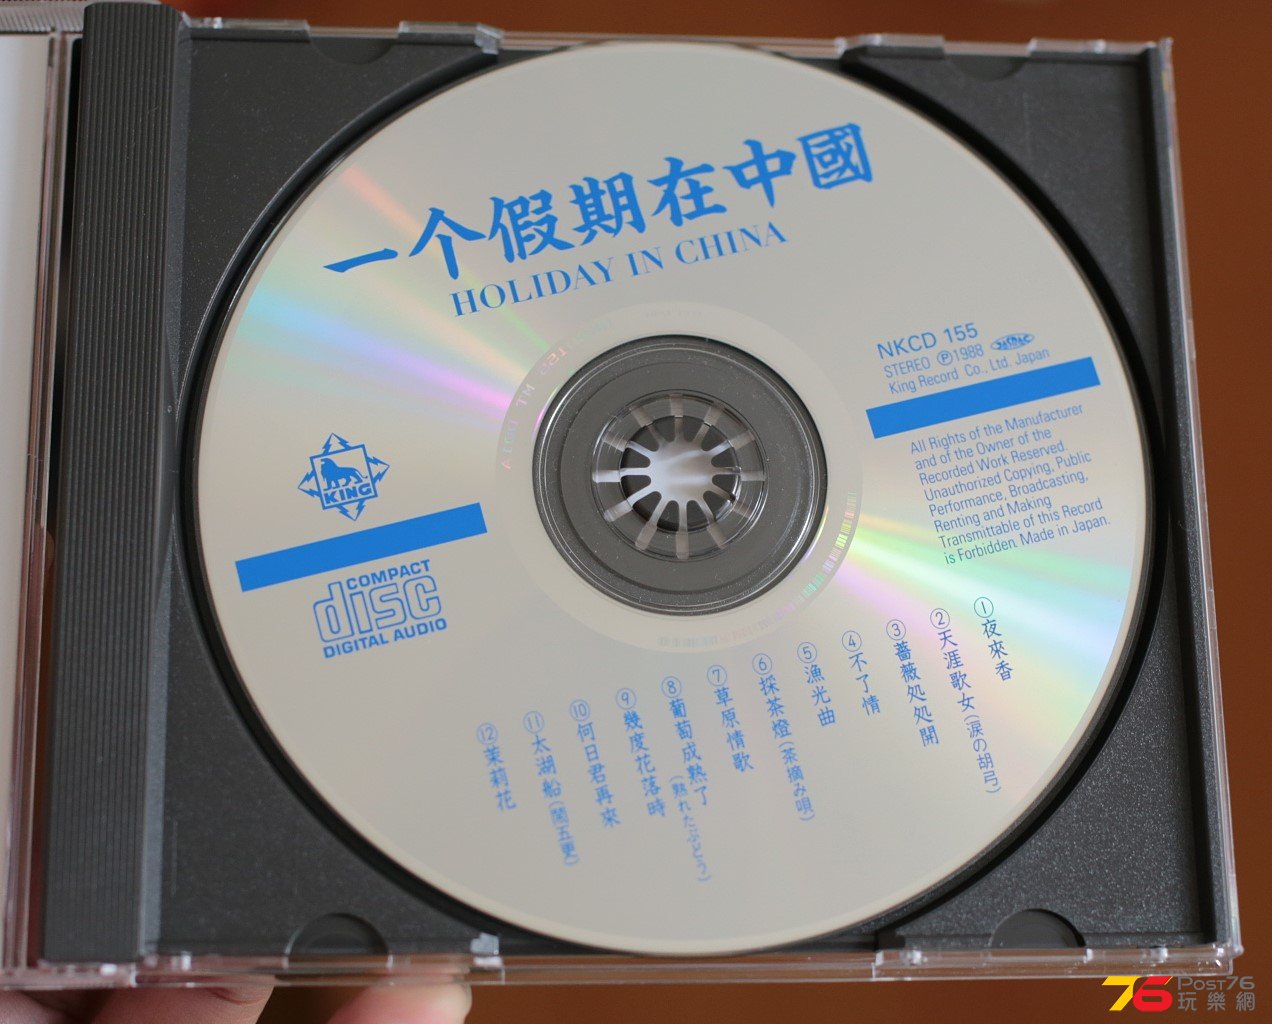 一个假期在中國
HOLIDAY IN CHINA
NKCD 155
STEREO Ⓟ1988 JASRAC
King Record Co., Ltd. Japan
All Rights of the Manufacturer
and of the Owner of the
Recorded Work Reserved.
Unauthorized Copying, Public
Performance, Broadcasting,
Renting and Making
Transmittable of this Record
is Forbidden. Made in Japan.
KING
COMPACT
disc
DIGITAL AUDIO
①夜來香
②天涯歌女(涙の胡弓)
③薔薇処処開
④不了情
⑤漁光曲
⑥探茶燈(茶摘み唄)
⑦草原情歌
⑧葡萄成熟了
(熟れたぶどう)
⑨幾度花落時
⑩何日君再來
⑪太湖船(鬧五更)
⑫茉莉花
76 POST76
玩樂網